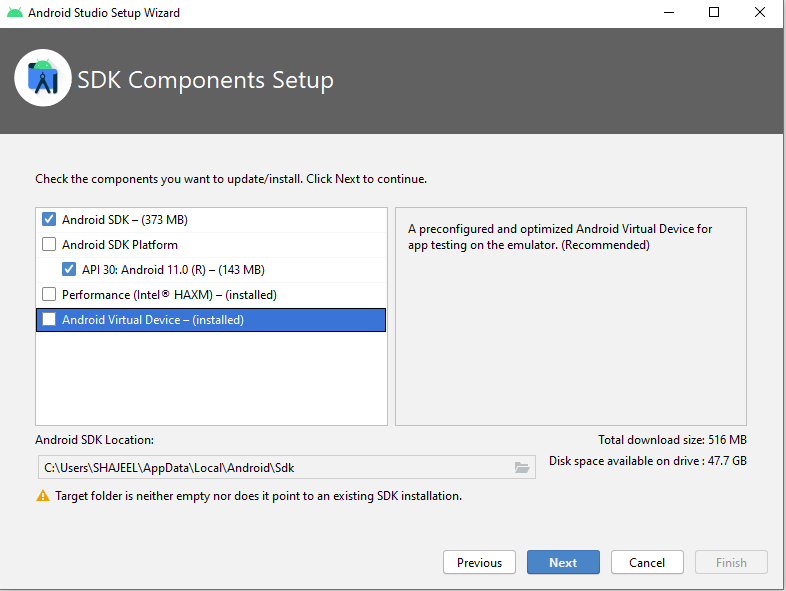 Android Studio Setup Wizard
SDK Components Setup
Check the components you want to update/install. Click Next to continue.
Android SDK – (373 MB)
Android SDK Platform
API 30: Android 11.0 (R) – (143 MB)
Performance (Intel® HAXM) – (installed)
Android Virtual Device – (installed)
A preconfigured and optimized Android Virtual Device for
app testing on the emulator. (Recommended)
Android SDK Location:
Total download size: 516 MB
C:\Users\SHAJEEL\AppData\Local\Android\Sdk
Disk space available on drive : 47.7 GB
Target folder is neither empty nor does it point to an existing SDK installation.
Previous
Next
Cancel
Finish